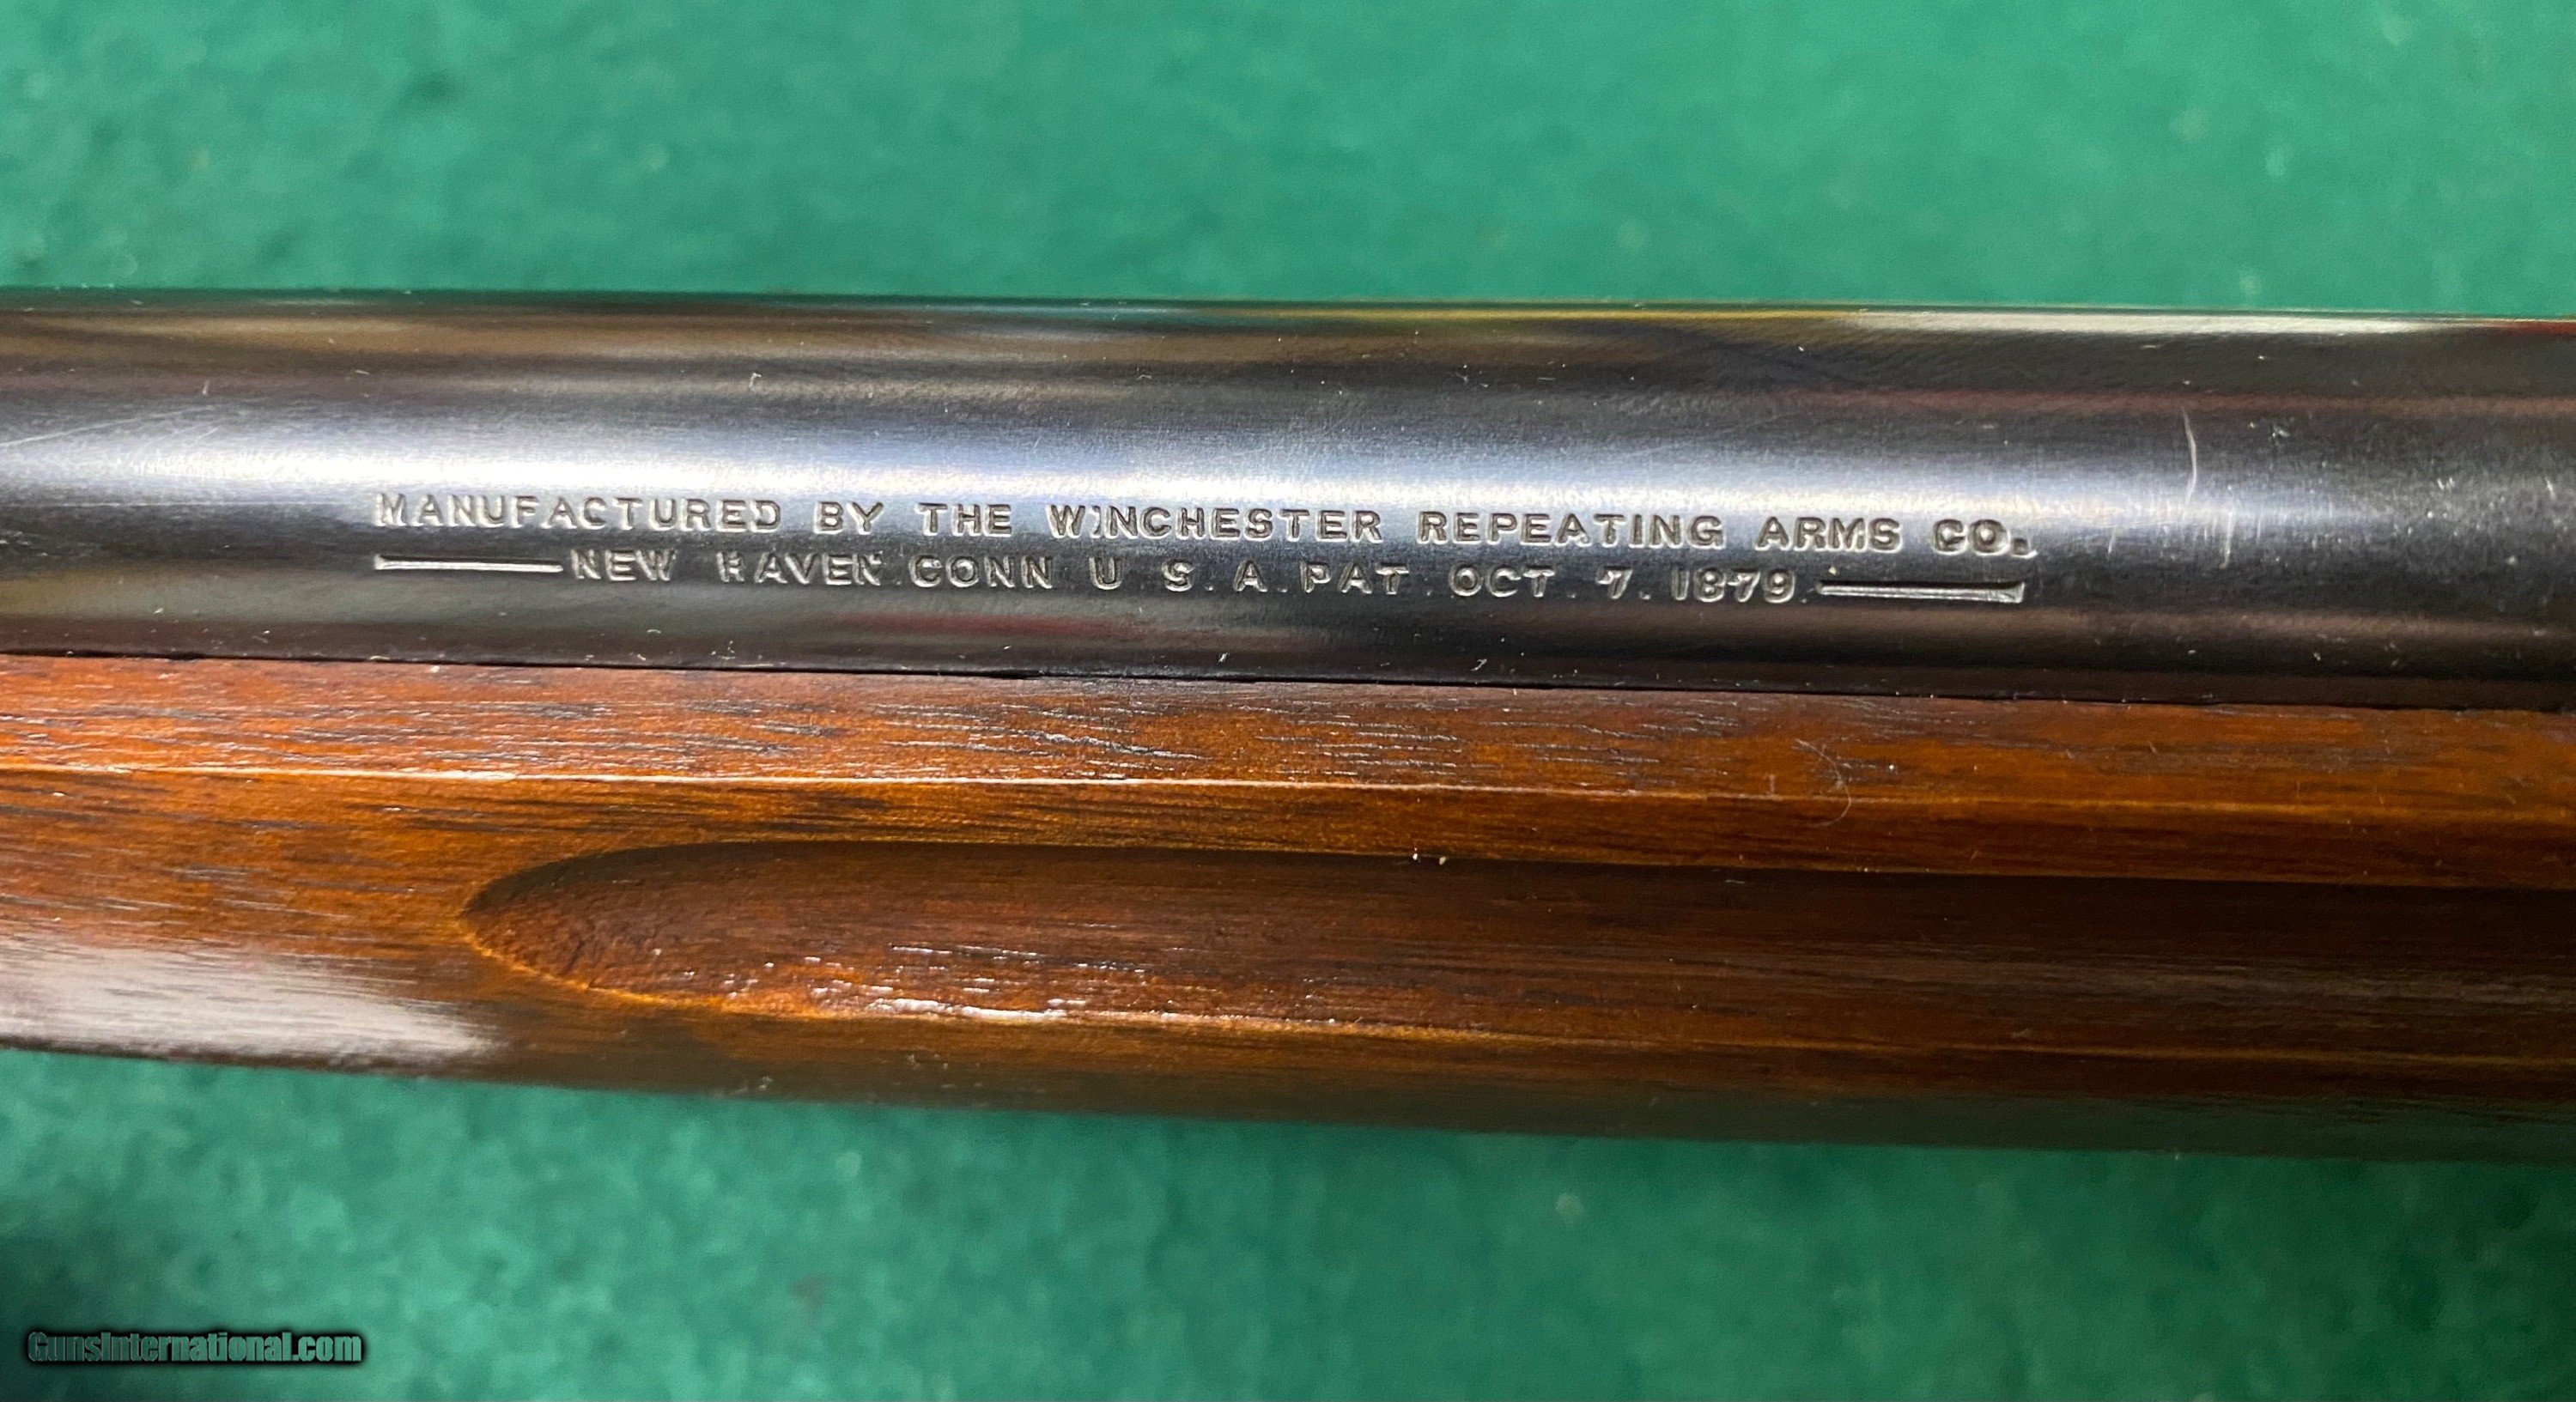 MANUFACTURED BY THE WINCHESTER REPEATING ARMS CO.
NEW HAVEN. CONN U S. A. PAT. OCT. 7. 1879.
GunsInternational.com